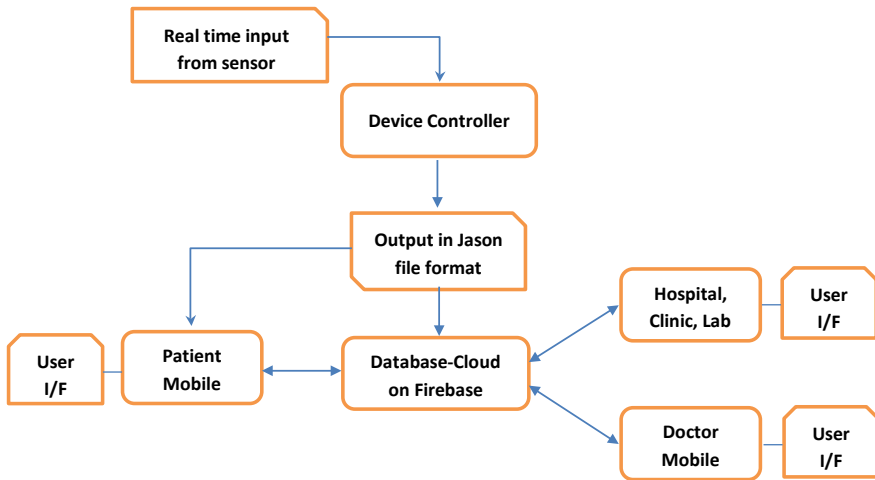 Real time input
from sensor
Device Controller
Output in Jason
file format
Hospital,
Clinic, Lab
User
I/F
User
I/F
Patient
Mobile
Database-Cloud
on Firebase
Doctor
Mobile
User
I/F